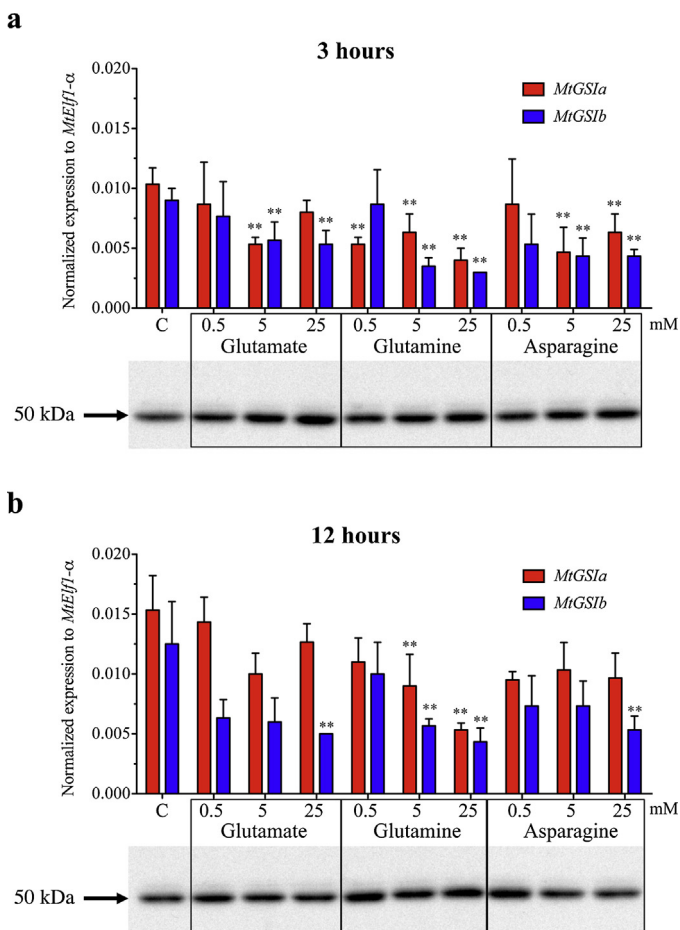 a
3 hours
Normalized expression to MtElf1-α
0.020
0.015
0.010
0.005
0.000
MtGSIa
MtGSIb
** ** ** ** ** ** ** ** ** ** ** **
C 0.5 5 25 0.5 5 25 0.5 5 25 mM
Glutamate Glutamine Asparagine
50 kDa
b
12 hours
Normalized expression to MtElf1-α
0.020
0.015
0.010
0.005
0.000
MtGSIa
MtGSIb
** ** ** ** ** **
C 0.5 5 25 0.5 5 25 0.5 5 25 mM
Glutamate Glutamine Asparagine
50 kDa